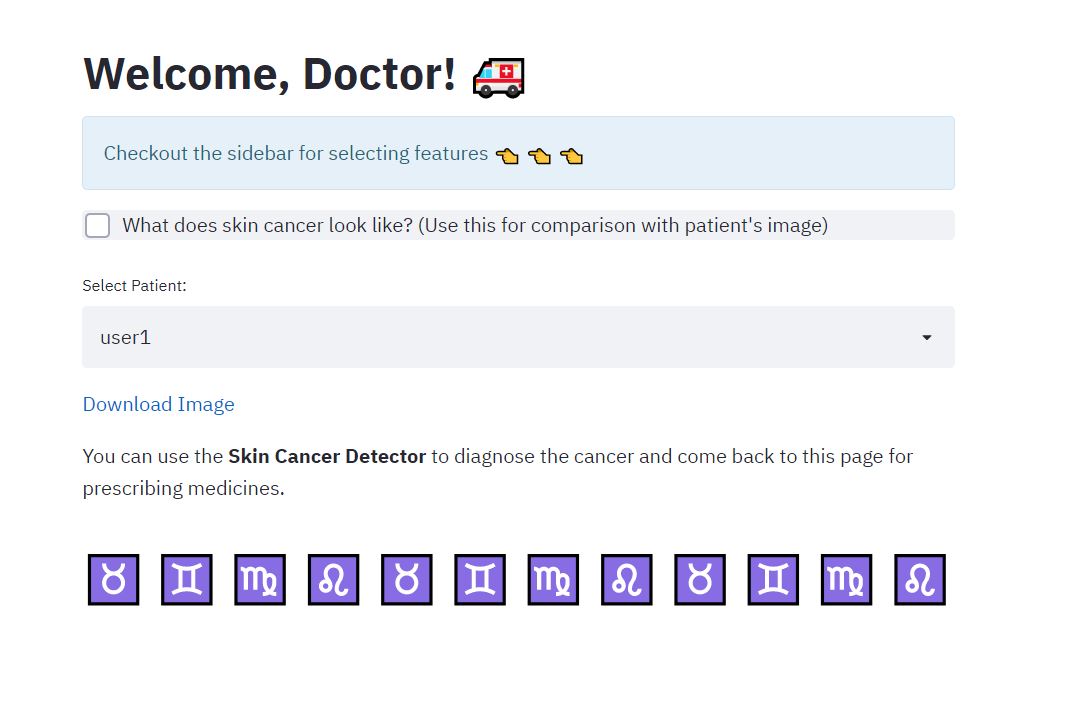 Welcome, Doctor! 🚑
Checkout the sidebar for selecting features 👈 👈 👈
What does skin cancer look like? (Use this for comparison with patient's image)
Select Patient:
user1
Download Image
You can use the Skin Cancer Detector to diagnose the cancer and come back to this page for
prescribing medicines.
♉ ♊ ♍ ♌ ♉ ♊ ♍ ♌ ♉ ♊ ♍ ♌